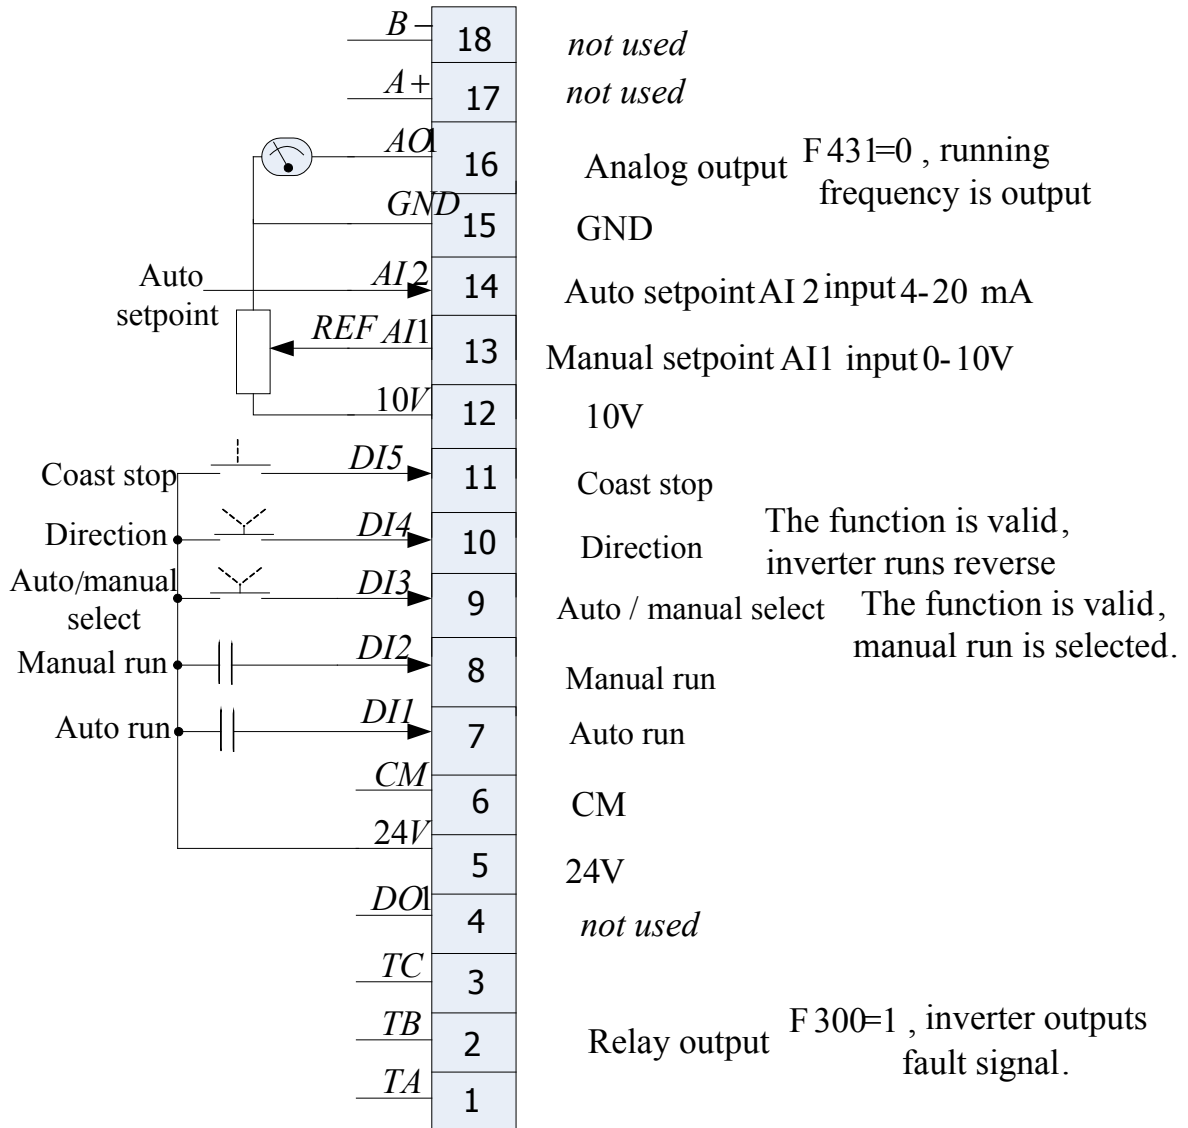 B− 18 not used
A+ 17 not used
AO1 16 Analog output F431=0 , running
frequency is output
GND 15 GND
Auto
setpoint
AI2 14 Auto setpoint AI 2 input 4-20 mA
REF AI1 13 Manual setpoint AI1 input 0-10V
10V 12 10V
Coast stop DI5 11 Coast stop
Direction DI4 10 Direction The function is valid,
inverter runs reverse
Auto/manual
select
DI3 9 Auto / manual select The function is valid,
manual run is selected.
Manual run DI2 8 Manual run
Auto run DI1 7 Auto run
CM 6 CM
24V 5 24V
DO1 4 not used
TC 3
TB 2 Relay output F300=1 , inverter outputs
fault signal.
TA 1